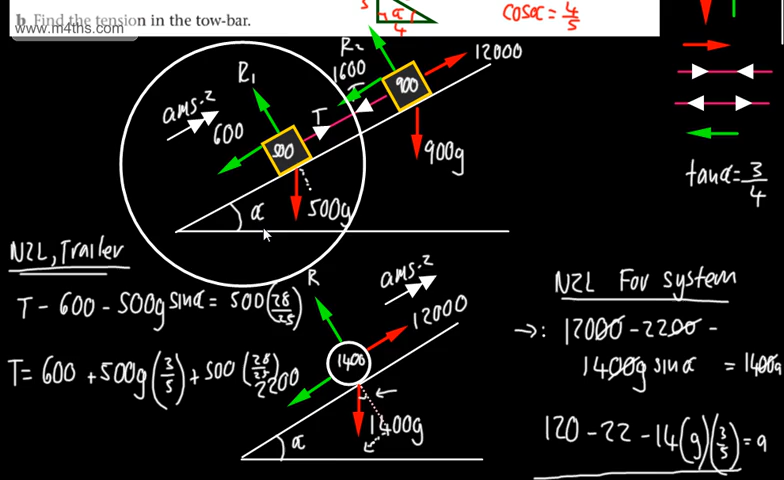 b Find the tension in the tow-bar.
www.m4ths.com
5
α
4
cosα = 4/5
R₂
12000
1600
R₁
T
900
ams⁻²
T
600
500
900g
tanα = 3/4
α
500g
N2L, Trailer
T - 600 - 500g sinα = 500(28/25)
T = 600 + 500g(3/5) + 500(28/25)
R
ams⁻²
12000
1400
2200
1400g
α
N2L For system
→: 12000 - 2200 -
1400g sinα = 1400a
120 - 22 - 14(g)(3/5) = a